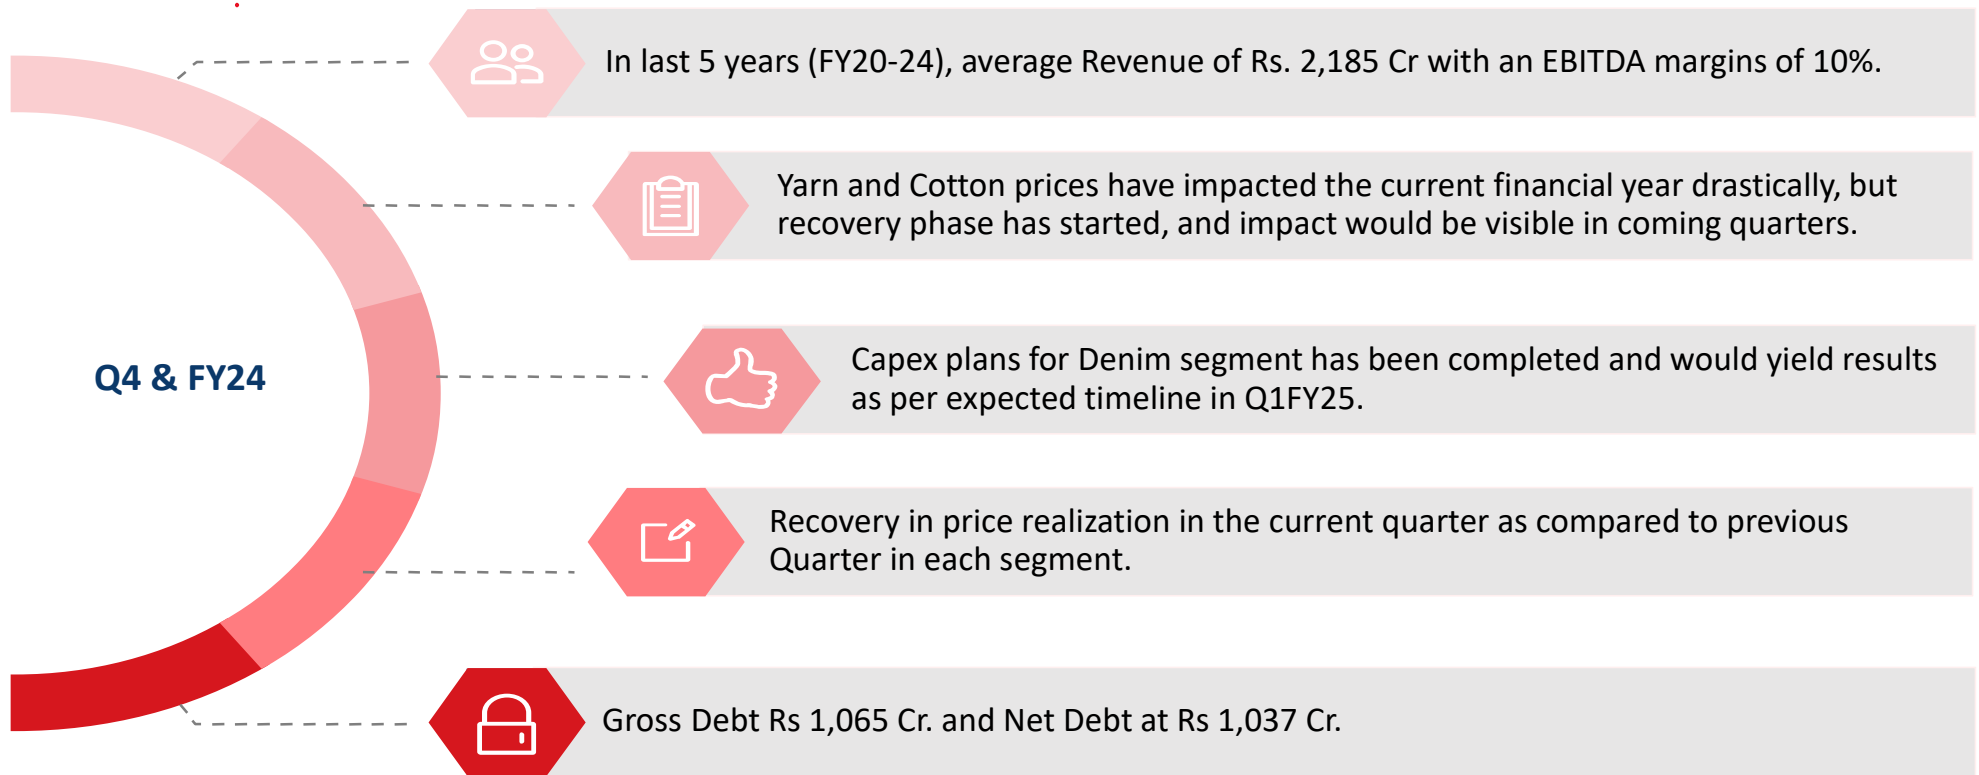 In last 5 years (FY20-24), average Revenue of Rs. 2,185 Cr with an EBITDA margins of 10%.
Yarn and Cotton prices have impacted the current financial year drastically, but
recovery phase has started, and impact would be visible in coming quarters.
Q4 & FY24
Capex plans for Denim segment has been completed and would yield results
as per expected timeline in Q1FY25.
Recovery in price realization in the current quarter as compared to previous
Quarter in each segment.
Gross Debt Rs 1,065 Cr. and Net Debt at Rs 1,037 Cr.